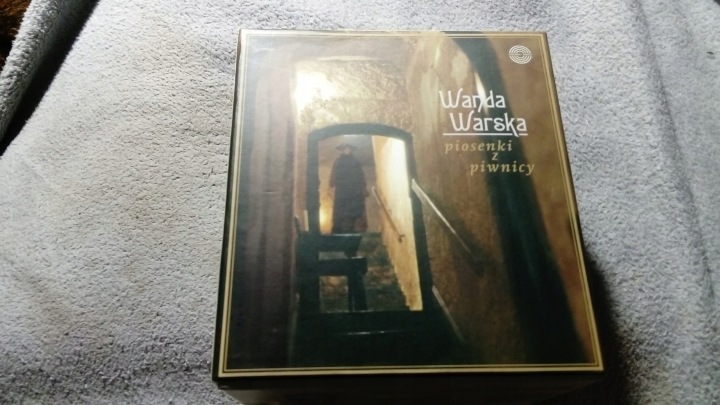 Wanda
Warska
piosenki
z
piwnicy